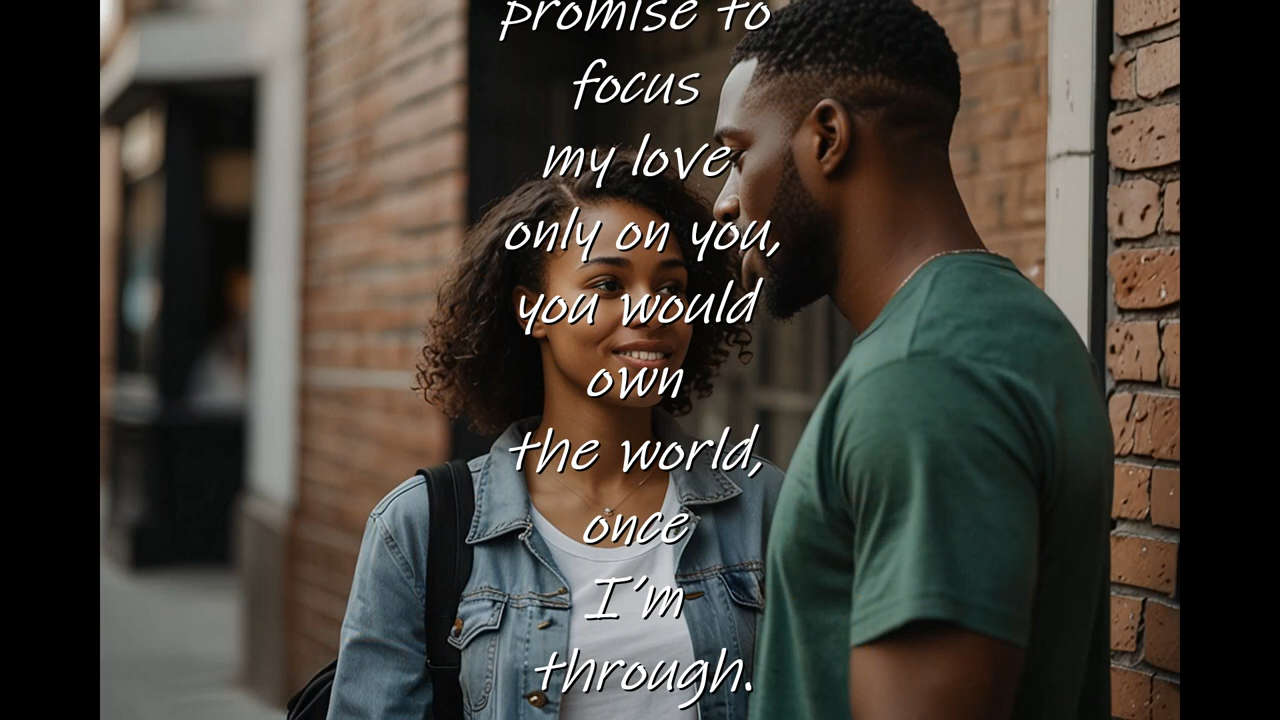 promise to
focus
my love
only on you,
you would
own
the world,
once
I'm
through.